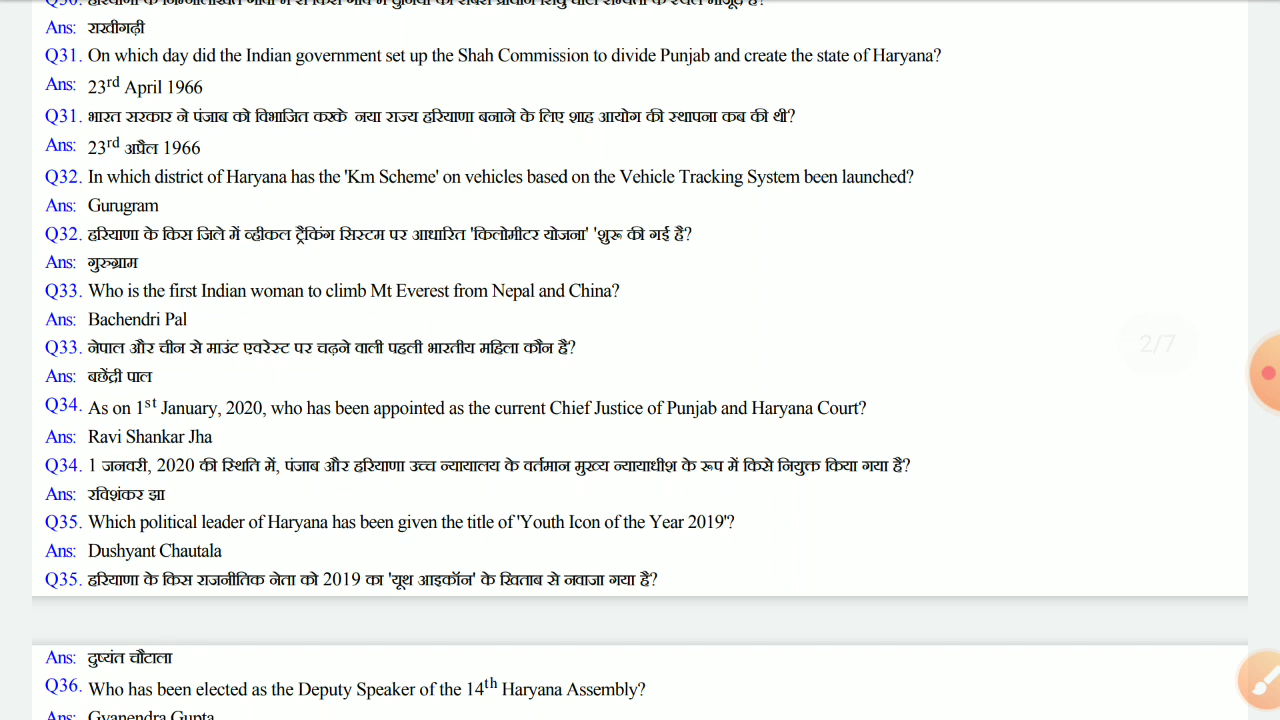 Ans: राखीगढ़ी
Q31. On which day did the Indian government set up the Shah Commission to divide Punjab and create the state of Haryana?
Ans: 23rd April 1966
Q31. भारत सरकार ने पंजाब को विभाजित करके नया राज्य हरियाणा बनाने के लिए शाह आयोग की स्थापना कब की थी?
Ans: 23rd अप्रैल 1966
Q32. In which district of Haryana has the 'Km Scheme' on vehicles based on the Vehicle Tracking System been launched?
Ans: Gurugram
Q32. हरियाणा के किस जिले में व्हीकल ट्रैकिंग सिस्टम पर आधारित 'किलोमीटर योजना' 'शुरू की गई है?
Ans: गुरुग्राम
Q33. Who is the first Indian woman to climb Mt Everest from Nepal and China?
Ans: Bachendri Pal
Q33. नेपाल और चीन से माउंट एवरेस्ट पर चढ़ने वाली पहली भारतीय महिला कौन है?
2/7
Ans: बछेंद्री पाल
Q34. As on 1st January, 2020, who has been appointed as the current Chief Justice of Punjab and Haryana Court?
Ans: Ravi Shankar Jha
Q34. 1 जनवरी, 2020 की स्थिति में, पंजाब और हरियाणा उच्च न्यायालय के वर्तमान मुख्य न्यायाधीश के रूप में किसे नियुक्त किया गया है?
Ans: रविशंकर झा
Q35. Which political leader of Haryana has been given the title of 'Youth Icon of the Year 2019'?
Ans: Dushyant Chautala
Q35. हरियाणा के किस राजनीतिक नेता को 2019 का 'यूथ आइकॉन' के खिताब से नवाजा गया है?
Ans: दुष्यंत चौटाला
Q36. Who has been elected as the Deputy Speaker of the 14th Haryana Assembly?
Ans: Gyanendra Gupta